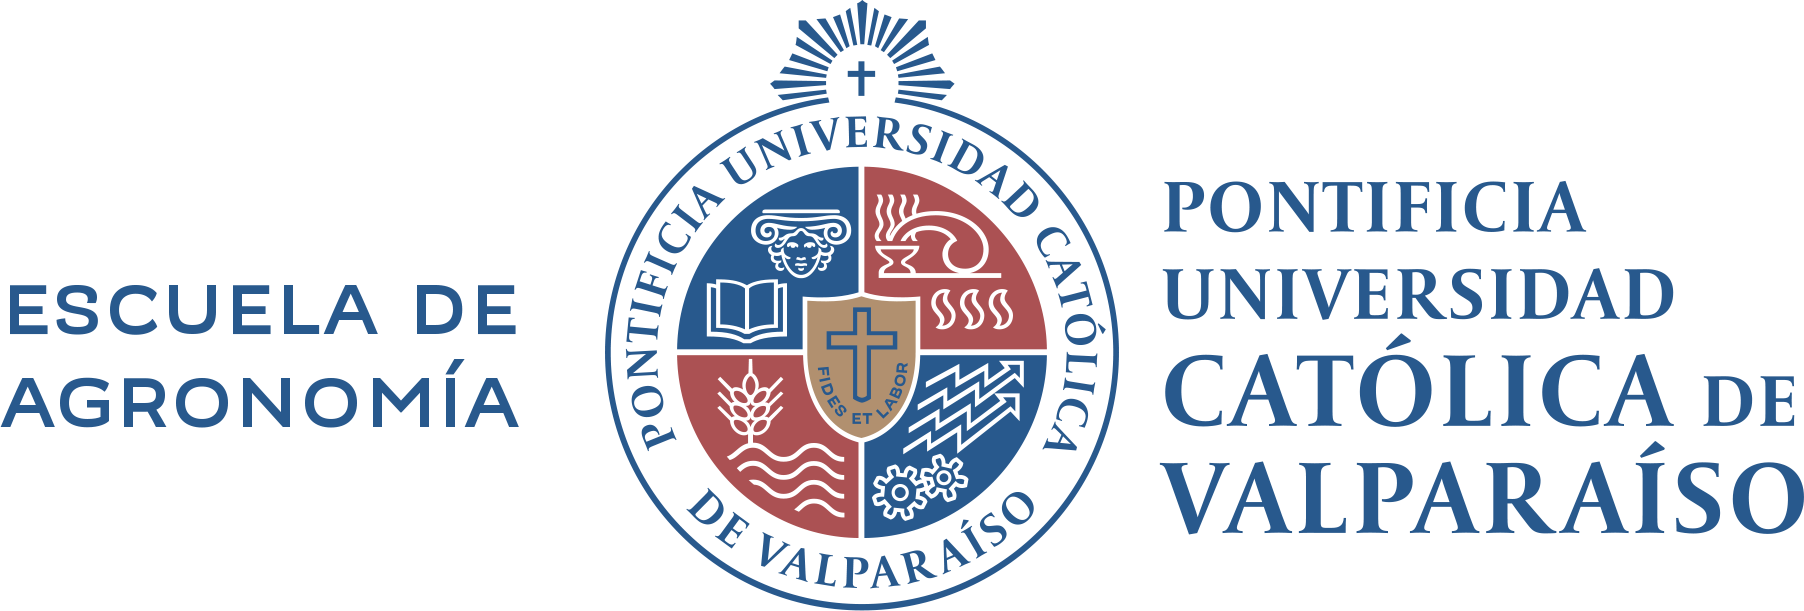 ESCUELA DE
AGRONOMÍA
PONTIFICIA UNIVERSIDAD CATÓLICA
DE VALPARAÍSO
FIDES ET LABOR
PONTIFICIA
UNIVERSIDAD
CATÓLICA DE
VALPARAÍSO